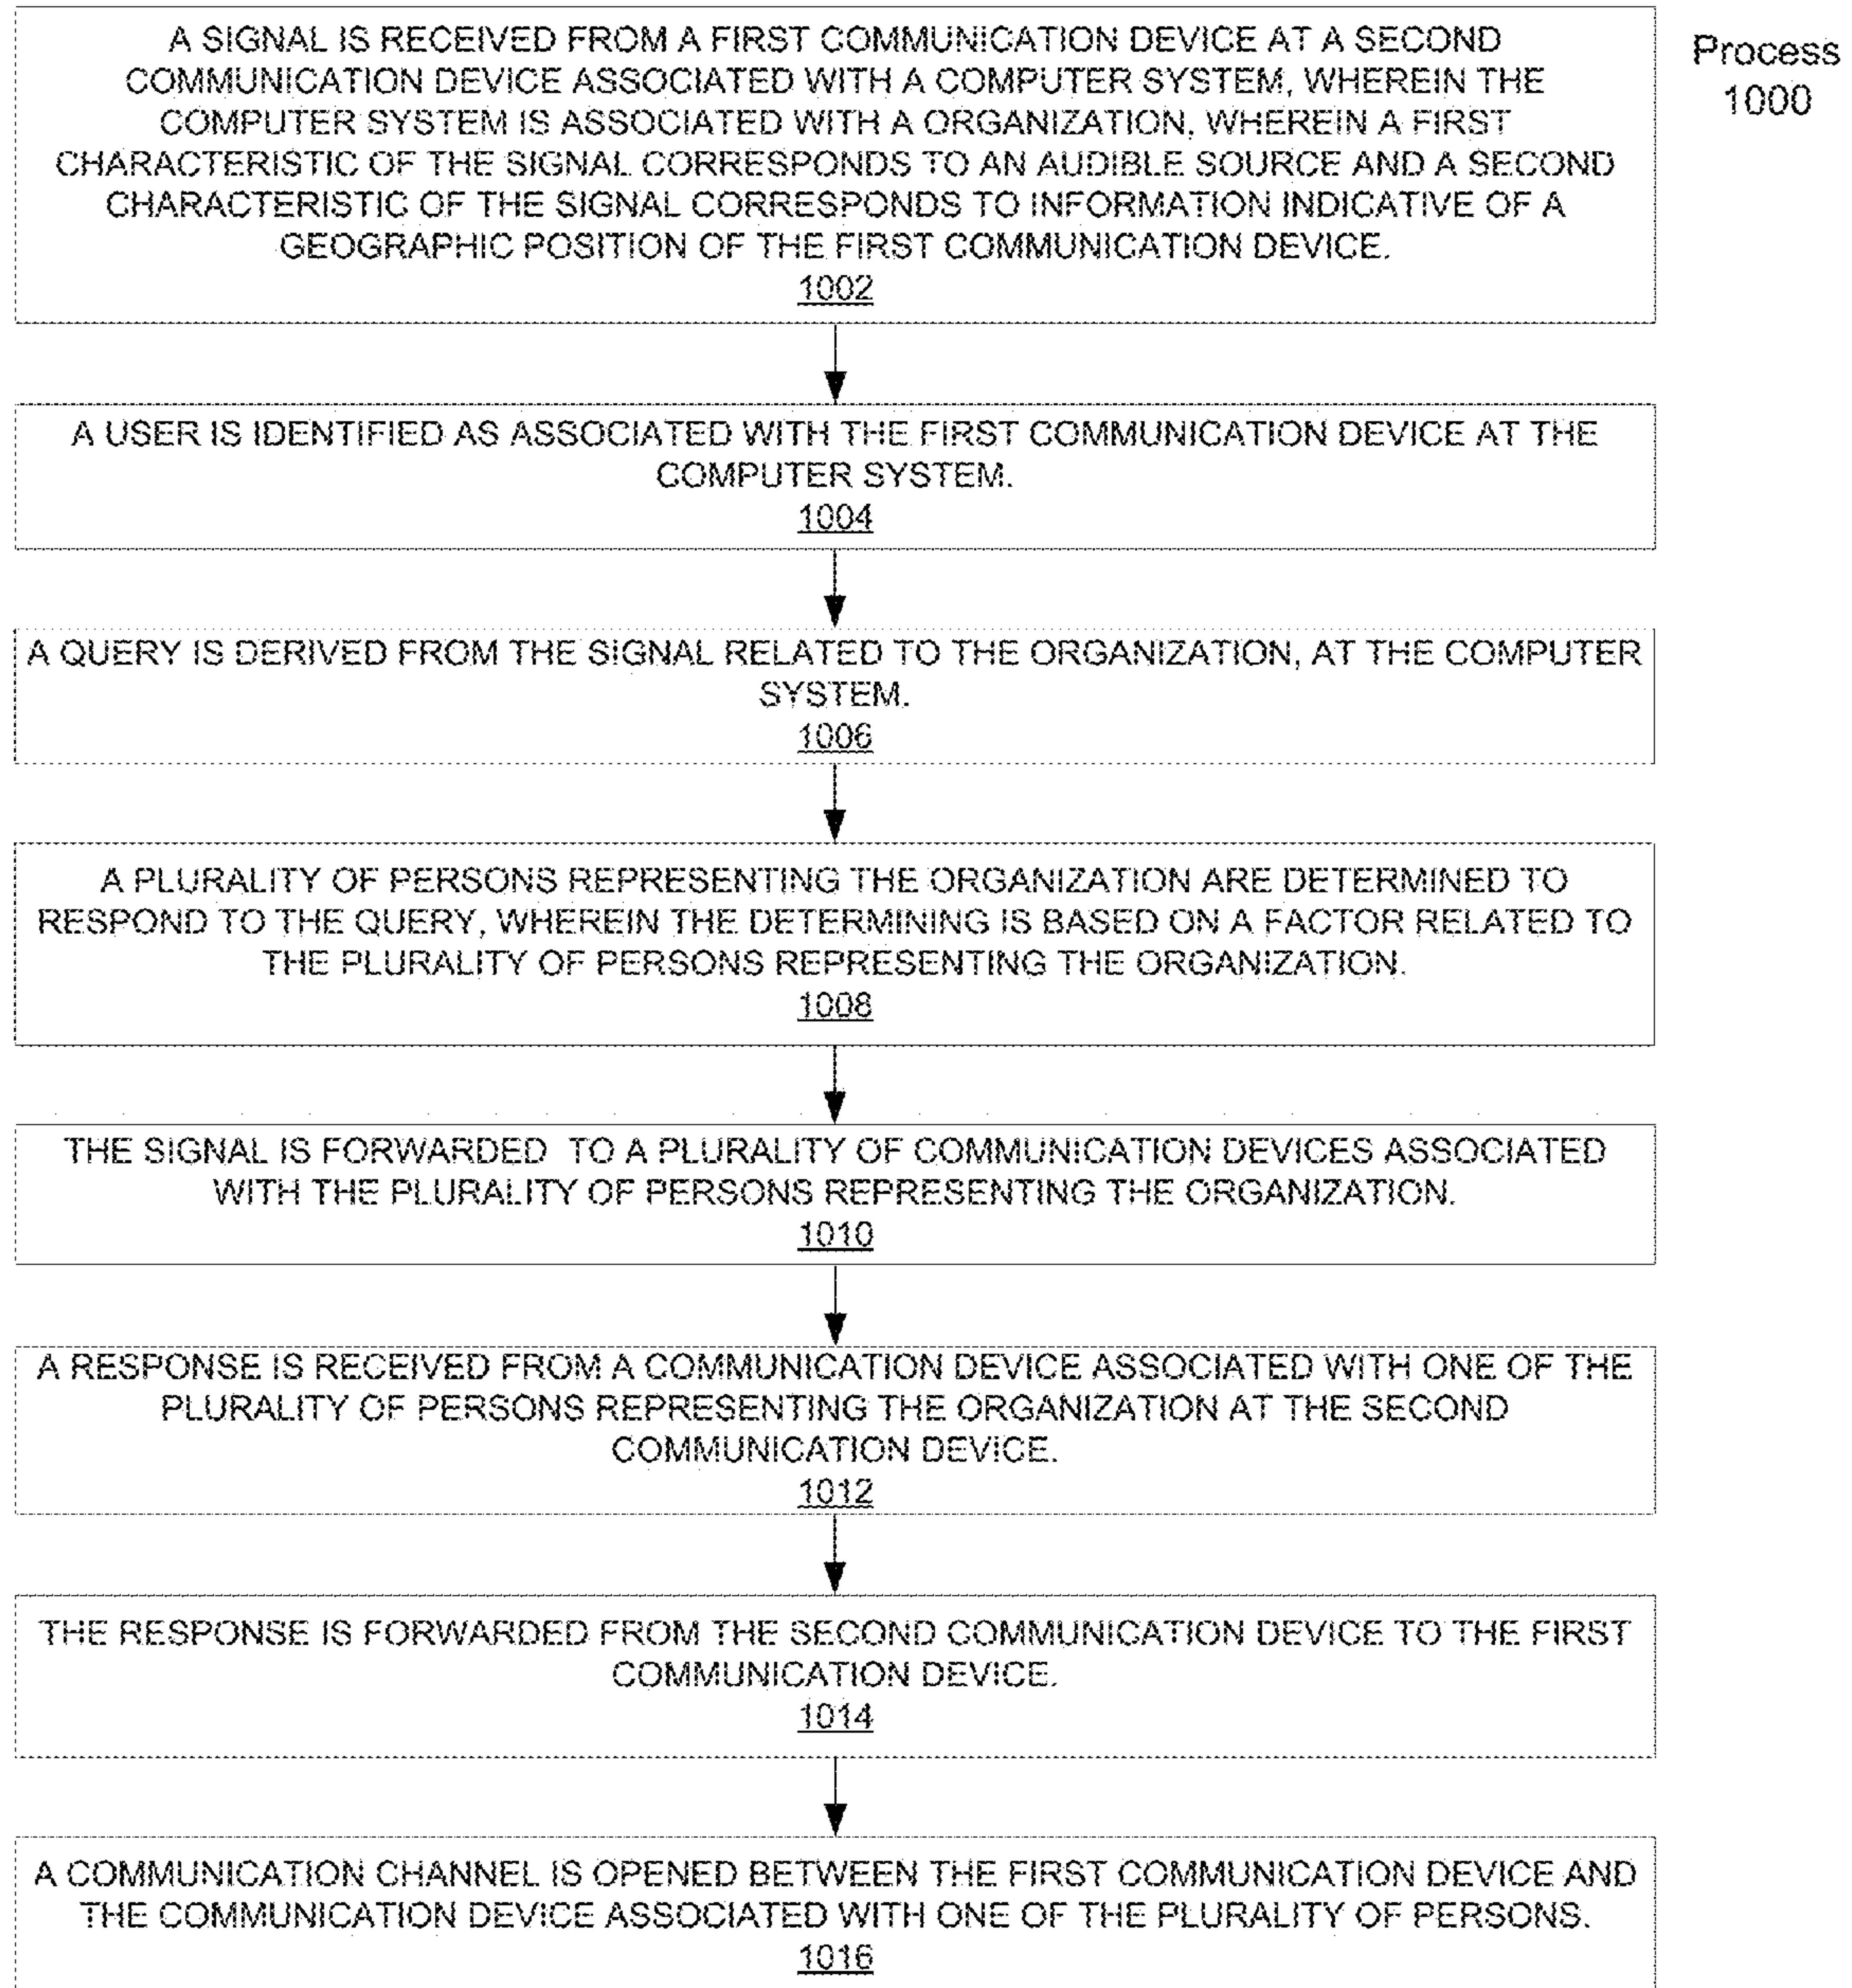 A SIGNAL IS RECEIVED FROM A FIRST COMMUNICATION DEVICE AT A SECOND
COMMUNICATION DEVICE ASSOCIATED WITH A COMPUTER SYSTEM, WHEREIN THE
COMPUTER SYSTEM IS ASSOCIATED WITH A ORGANIZATION, WHEREIN A FIRST
CHARACTERISTIC OF THE SIGNAL CORRESPONDS TO AN AUDIBLE SOURCE AND A SECOND
CHARACTERISTIC OF THE SIGNAL CORRESPONDS TO INFORMATION INDICATIVE OF A
GEOGRAPHIC POSITION OF THE FIRST COMMUNICATION DEVICE.
1002
Process
1000
A USER IS IDENTIFIED AS ASSOCIATED WITH THE FIRST COMMUNICATION DEVICE AT THE
COMPUTER SYSTEM.
1004
A QUERY IS DERIVED FROM THE SIGNAL RELATED TO THE ORGANIZATION, AT THE COMPUTER
SYSTEM.
1006
A PLURALITY OF PERSONS REPRESENTING THE ORGANIZATION ARE DETERMINED TO
RESPOND TO THE QUERY, WHEREIN THE DETERMINING IS BASED ON A FACTOR RELATED TO
THE PLURALITY OF PERSONS REPRESENTING THE ORGANIZATION.
1008
THE SIGNAL IS FORWARDED TO A PLURALITY OF COMMUNICATION DEVICES ASSOCIATED
WITH THE PLURALITY OF PERSONS REPRESENTING THE ORGANIZATION.
1010
A RESPONSE IS RECEIVED FROM A COMMUNICATION DEVICE ASSOCIATED WITH ONE OF THE
PLURALITY OF PERSONS REPRESENTING THE ORGANIZATION AT THE SECOND
COMMUNICATION DEVICE.
1012
THE RESPONSE IS FORWARDED FROM THE SECOND COMMUNICATION DEVICE TO THE FIRST
COMMUNICATION DEVICE.
1014
A COMMUNICATION CHANNEL IS OPENED BETWEEN THE FIRST COMMUNICATION DEVICE AND
THE COMMUNICATION DEVICE ASSOCIATED WITH ONE OF THE PLURALITY OF PERSONS.
1016